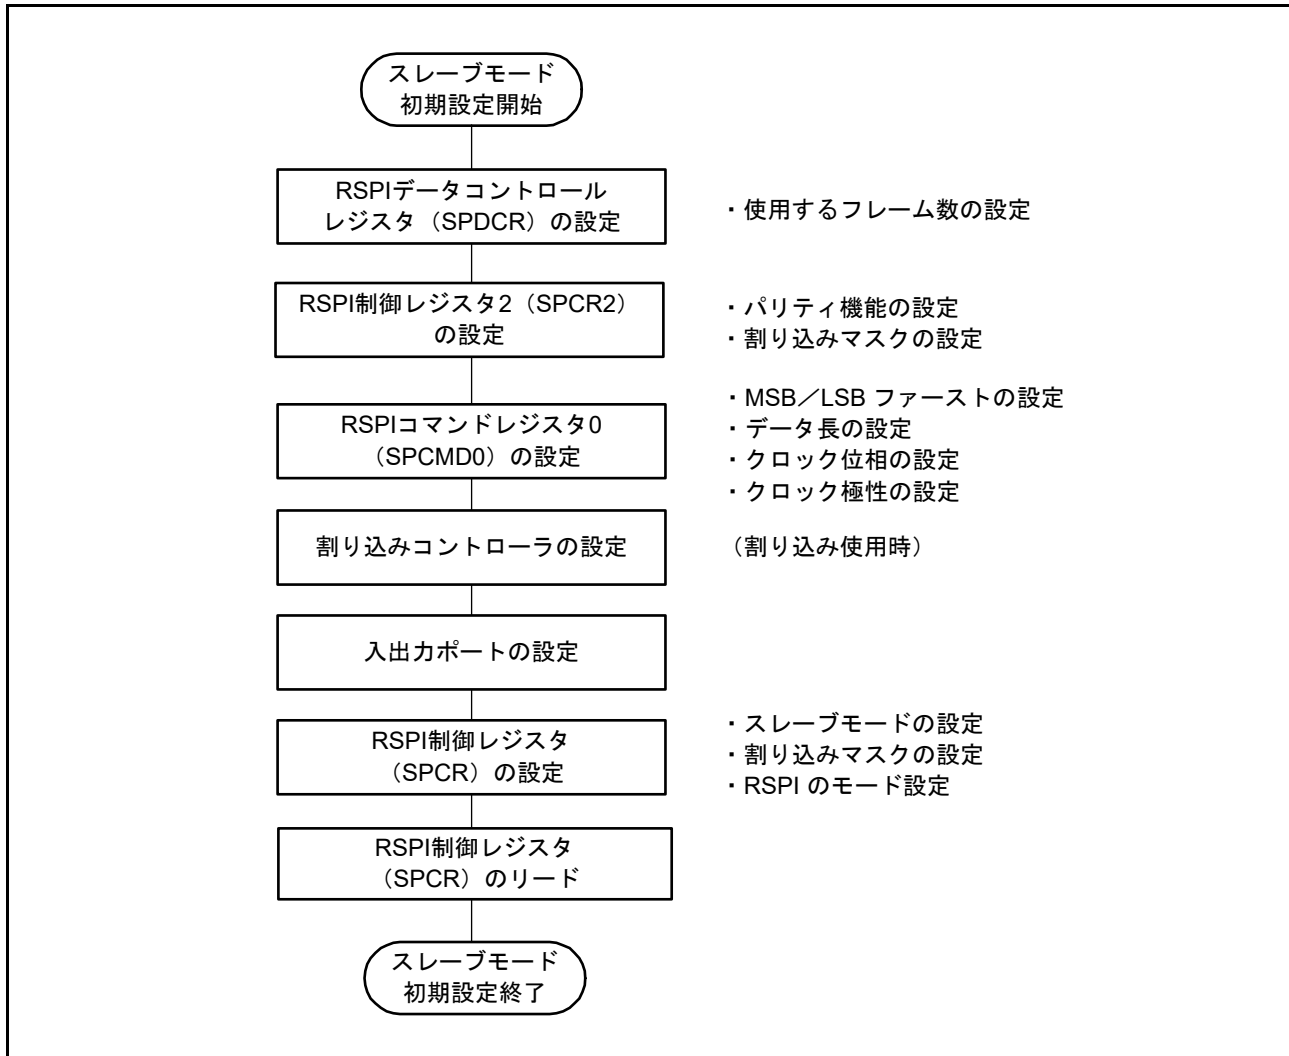 スレーブモード
初期設定開始
RSPIデータコントロール
レジスタ（SPDCR）の設定
・使用するフレーム数の設定
RSPI制御レジスタ2（SPCR2）
の設定
・パリティ機能の設定
・割り込みマスクの設定
RSPIコマンドレジスタ0
（SPCMD0）の設定
・MSB／LSB ファーストの設定
・データ長の設定
・クロック位相の設定
・クロック極性の設定
割り込みコントローラの設定
（割り込み使用時）
入出力ポートの設定
RSPI制御レジスタ
（SPCR）の設定
・スレーブモードの設定
・割り込みマスクの設定
・RSPI のモード設定
RSPI制御レジスタ
（SPCR）のリード
スレーブモード
初期設定終了